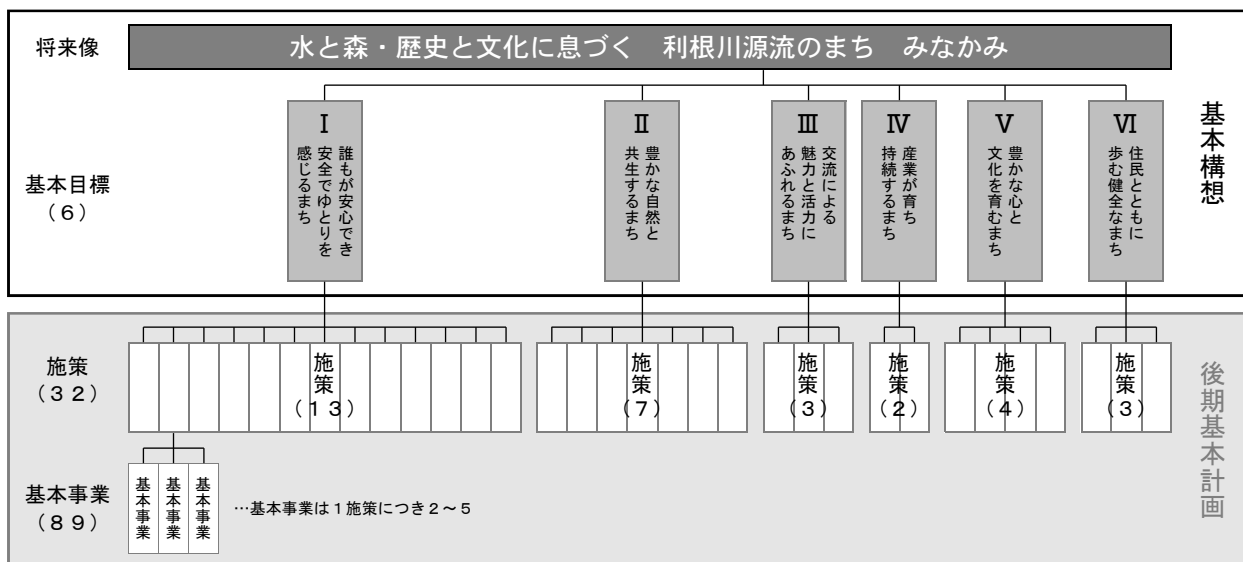 将来像
水と森・歴史と文化に息づく　利根川源流のまち　みなかみ
基本構想
基本目標
（６）
Ⅰ
誰もが安心でき
安全でゆとりを
感じるまち
Ⅱ
豊かな自然と
共生するまち
Ⅲ
交流による
魅力と活力に
あふれるまち
Ⅳ
産業が育ち
持続するまち
Ⅴ
豊かな心と
文化を育むまち
Ⅵ
住民とともに
歩む健全なまち
施策
（３２）
施策
（１３）
施策
（７）
施策
（３）
施策
（２）
施策
（４）
施策
（３）
後期基本計画
基本事業
（８９）
基本事業
基本事業
基本事業
…基本事業は１施策につき２～５